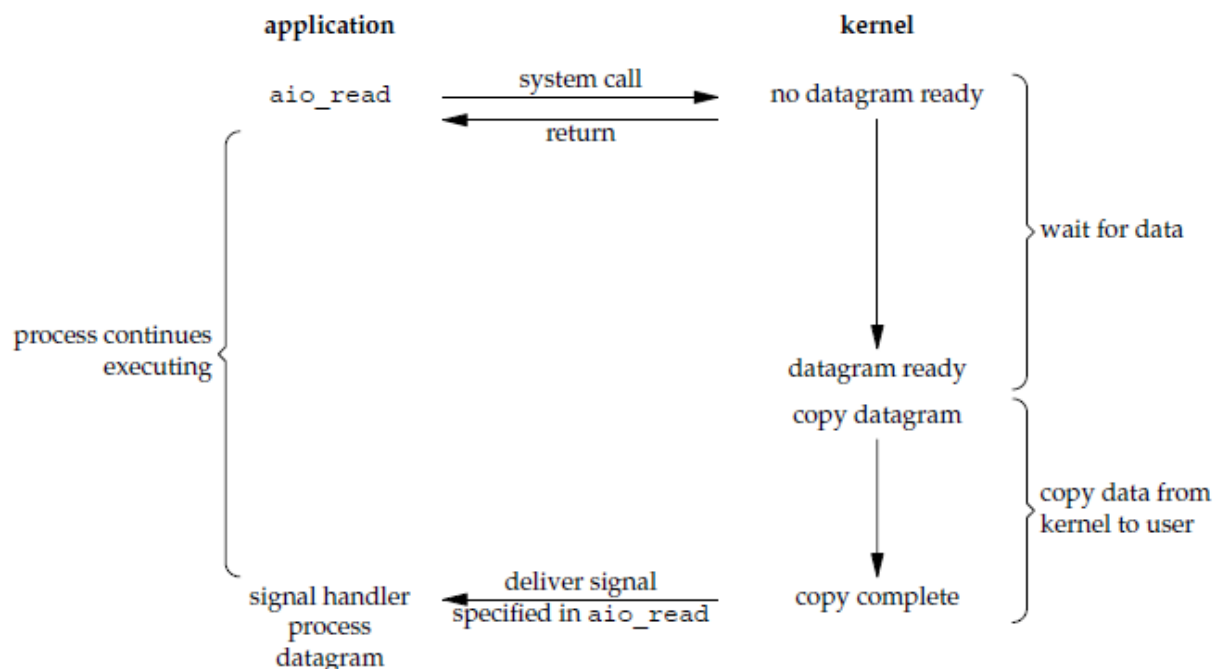 application
kernel
aio_read
system call
no datagram ready
return
wait for data
process continues
executing
datagram ready
copy datagram
copy data from
kernel to user
deliver signal
specified in aio_read
copy complete
signal handler
process
datagram